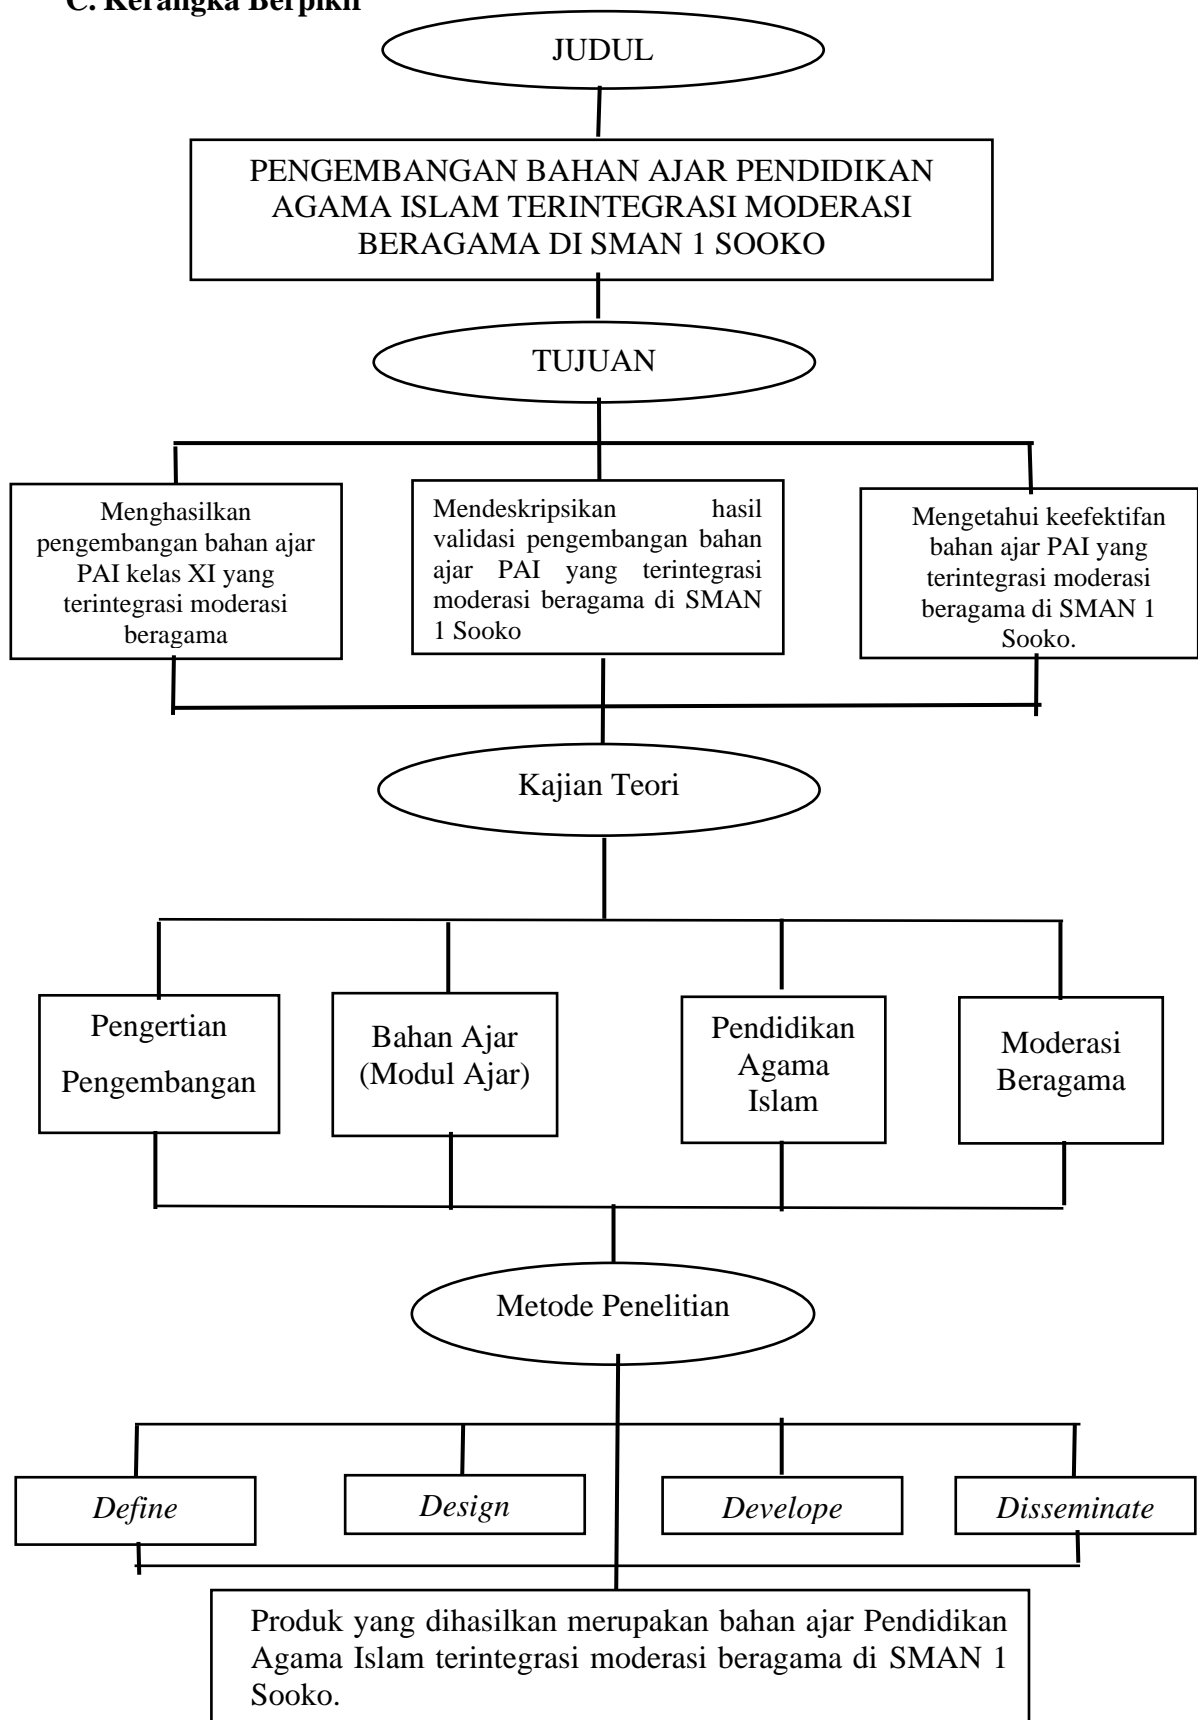 C. Kerangka Berpikir
JUDUL
PENGEMBANGAN BAHAN AJAR PENDIDIKAN
AGAMA ISLAM TERINTEGRASI MODERASI
BERAGAMA DI SMAN 1 SOOKO
TUJUAN
Menghasilkan
pengembangan bahan ajar
PAI kelas XI yang
terintegrasi moderasi
beragama
Mendeskripsikan hasil
validasi pengembangan bahan
ajar PAI yang terintegrasi
moderasi beragama di SMAN
1 Sooko
Mengetahui keefektifan
bahan ajar PAI yang
terintegrasi moderasi
beragama di SMAN 1
Sooko.
Kajian Teori
Pengertian
Pengembangan
Bahan Ajar
(Modul Ajar)
Pendidikan
Agama
Islam
Moderasi
Beragama
Metode Penelitian
Define
Design
Develope
Disseminate
Produk yang dihasilkan merupakan bahan ajar Pendidikan
Agama Islam terintegrasi moderasi beragama di SMAN 1
Sooko.